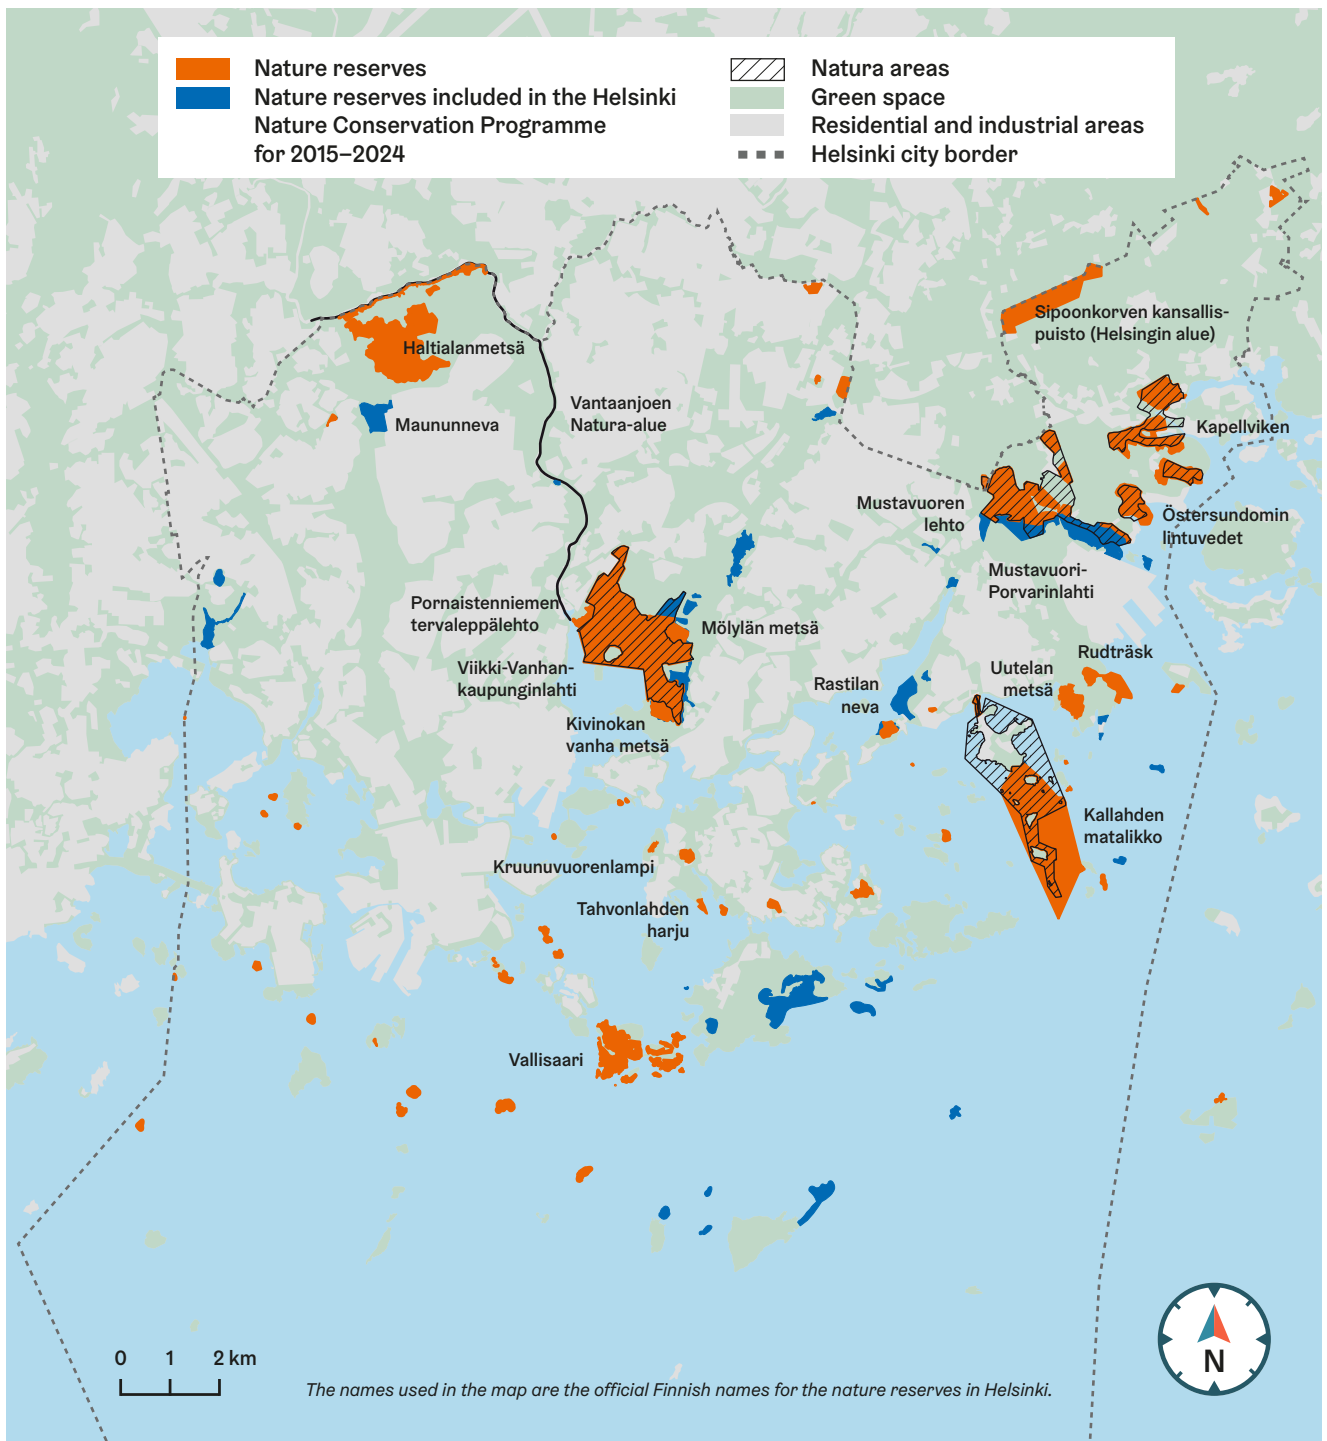 Nature reserves
Nature reserves included in the Helsinki
Nature Conservation Programme
for 2015–2024
Natura areas
Green space
Residential and industrial areas
Helsinki city border
Sipoonkorven kansallis-
puisto (Helsingin alue)
Haltialanmetsä
Vantaanjoen
Natura-alue
Maununneva
Kapellviken
Mustavuoren
lehto
Östersundomin
lintuvedet
Mustavuori-
Porvarinlahti
Pornaistenniemen
tervaleppälehto
Mölylän metsä
Viikki-Vanhan-
kaupunginlahti
Rudträsk
Uutelan
metsä
Rastilan
neva
Kivinokan
vanha metsä
Kallahden
matalikko
Kruunuvuorenlampi
Tahvonlahden
harju
Vallisaari
0 1 2 km
N
The names used in the map are the official Finnish names for the nature reserves in Helsinki.